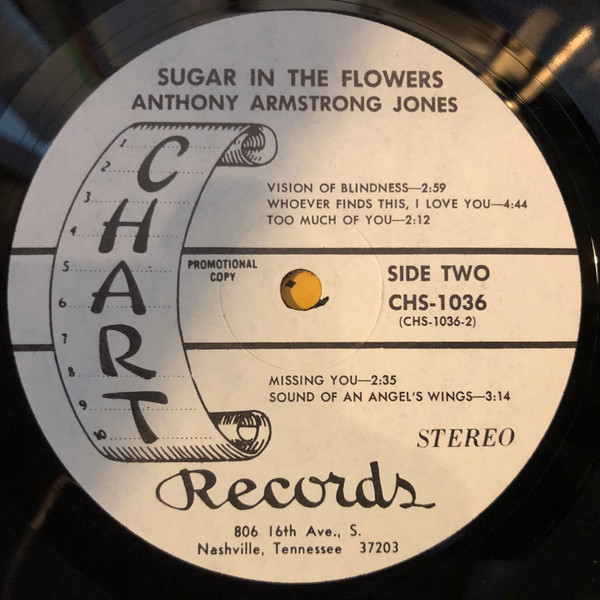 SUGAR IN THE FLOWERS
ANTHONY ARMSTRONG JONES
1
2
3
4
5
6
7
8
9
10
CHART
VISION OF BLINDNESS—2:59
WHOEVER FINDS THIS, I LOVE YOU—4:44
TOO MUCH OF YOU—2:12
PROMOTIONAL
COPY
SIDE TWO
CHS-1036
(CHS-1036-2)
MISSING YOU—2:35
SOUND OF AN ANGEL'S WINGS—3:14
STEREO
Records
806 16th Ave., S.
Nashville, Tennessee 37203